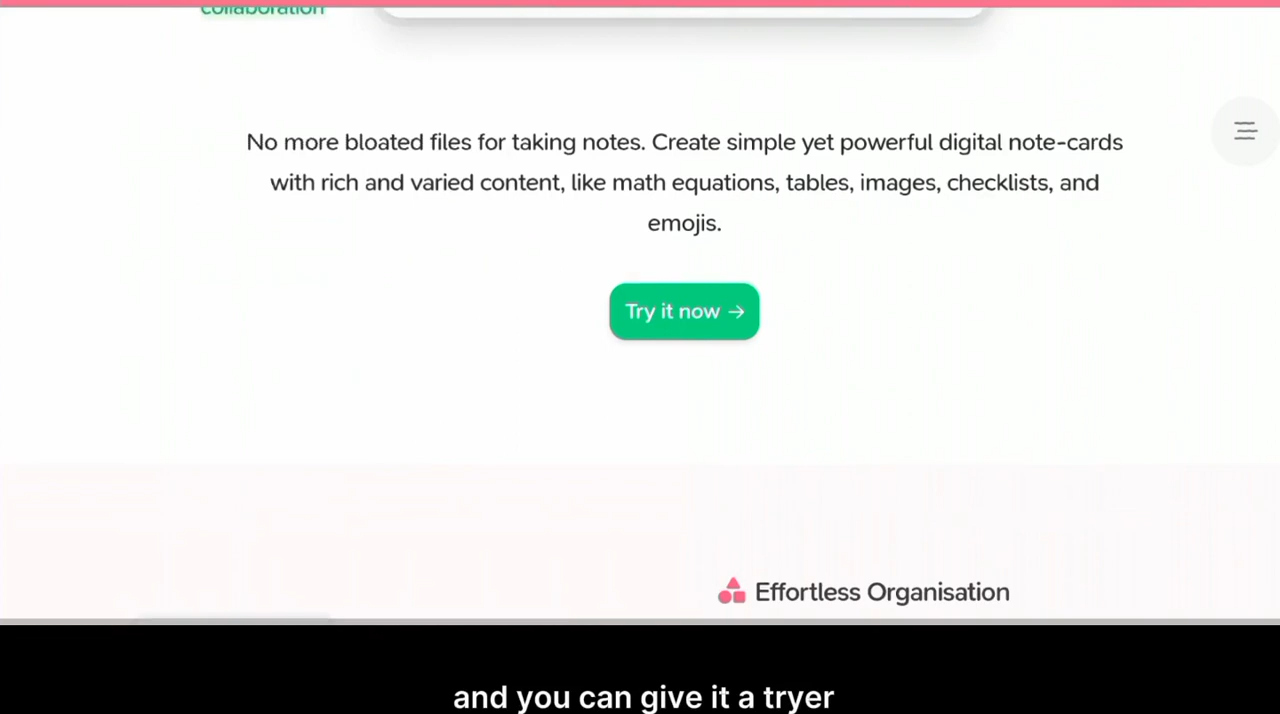 collaboration
No more bloated files for taking notes. Create simple yet powerful digital note-cards
with rich and varied content, like math equations, tables, images, checklists, and
emojis.
Try it now →
Effortless Organisation
and you can give it a tryer